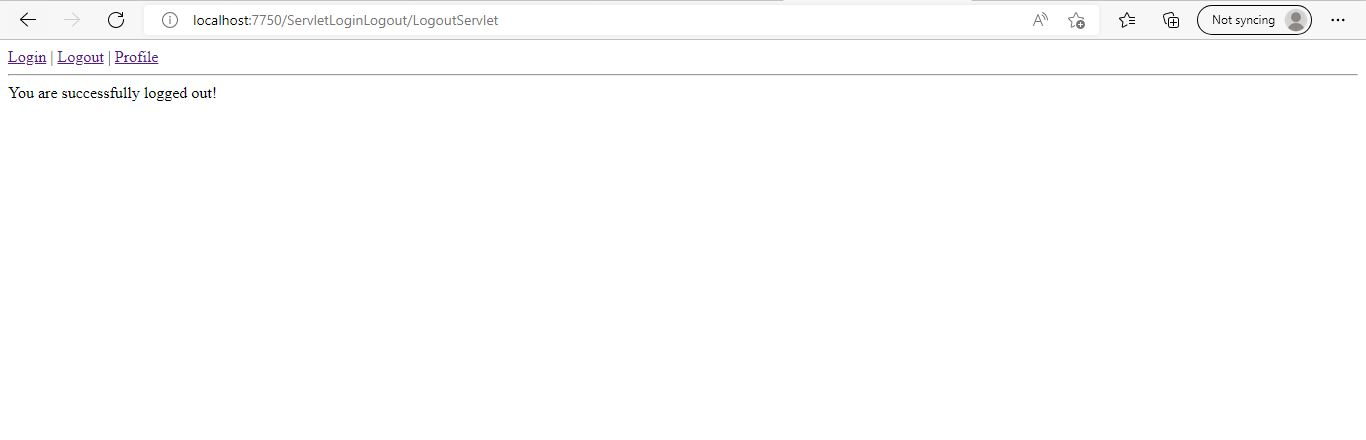 localhost:7750/ServletLoginLogout/LogoutServlet
Not syncing
Login | Logout | Profile
You are successfully logged out!